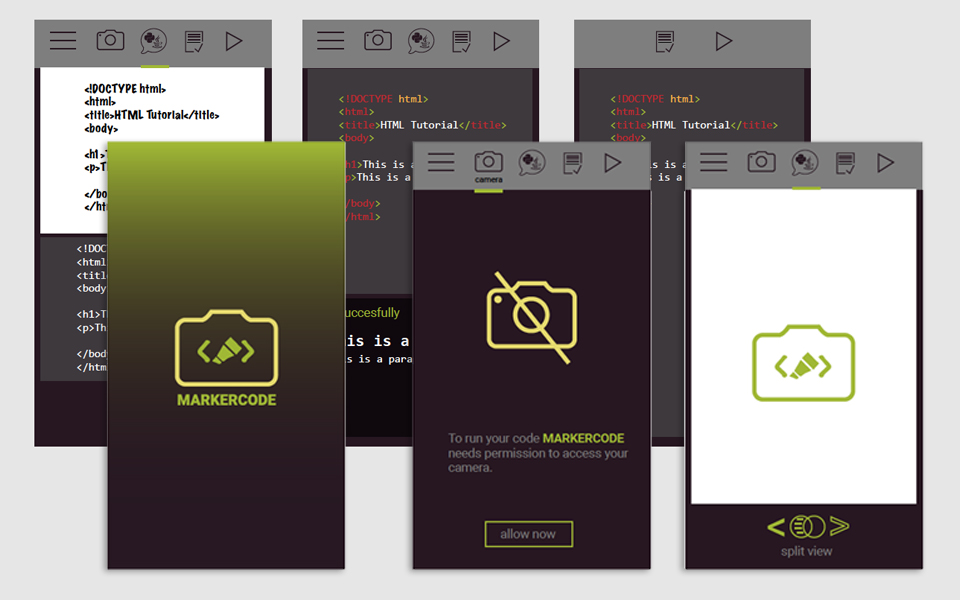 <!DOCTYPE html>
<html>
<title>HTML Tutorial</title>
<body>
<h1>
<p>T
</bo
</ht
<!DOC
<html
<titl
<body
<h1>T
<p>Th
</bod
</htm
<!DOCTYPE html>
<html>
<title>HTML Tutorial</title>
<body>
h1>This is a
p>This is a
/body>
/html>
uccesfully
is is a
is is a para
<!DOCTYPE html>
<html>
<title>HTML Tutorial</title>
<body>
is a
s a
MARKERCODE
camera
To run your code MARKERCODE
needs permission to access your
camera.
allow now
split view